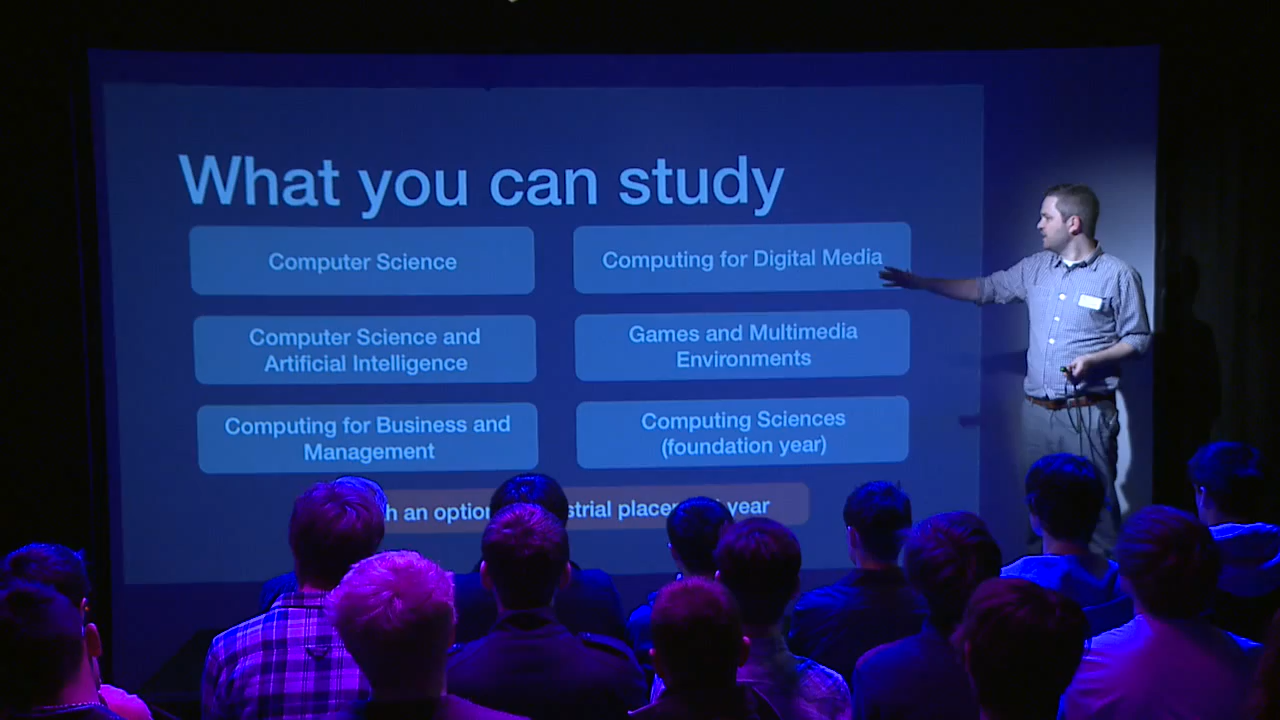 What you can study
Computer Science
Computing for Digital Media
Computer Science and
Artificial Intelligence
Games and Multimedia
Environments
Computing for Business and
Management
Computing Sciences
(foundation year)
an year